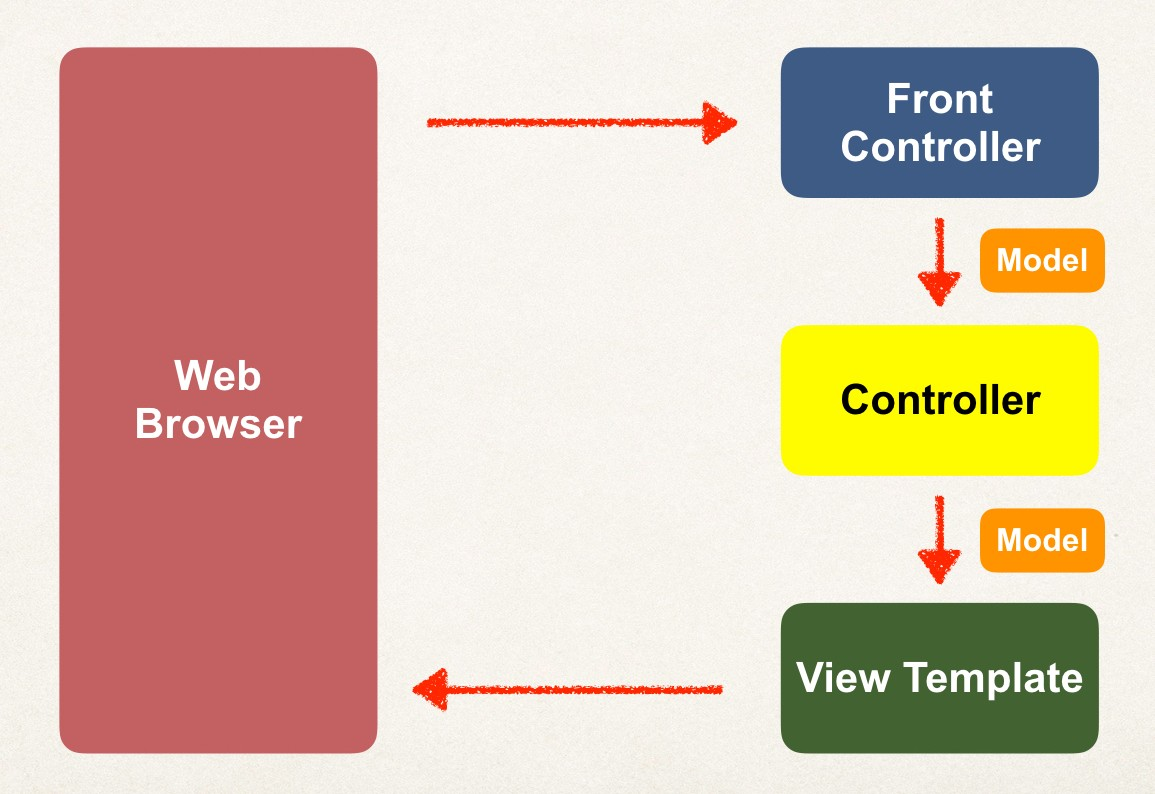 Web
Browser
Front
Controller
Model
Controller
Model
View Template